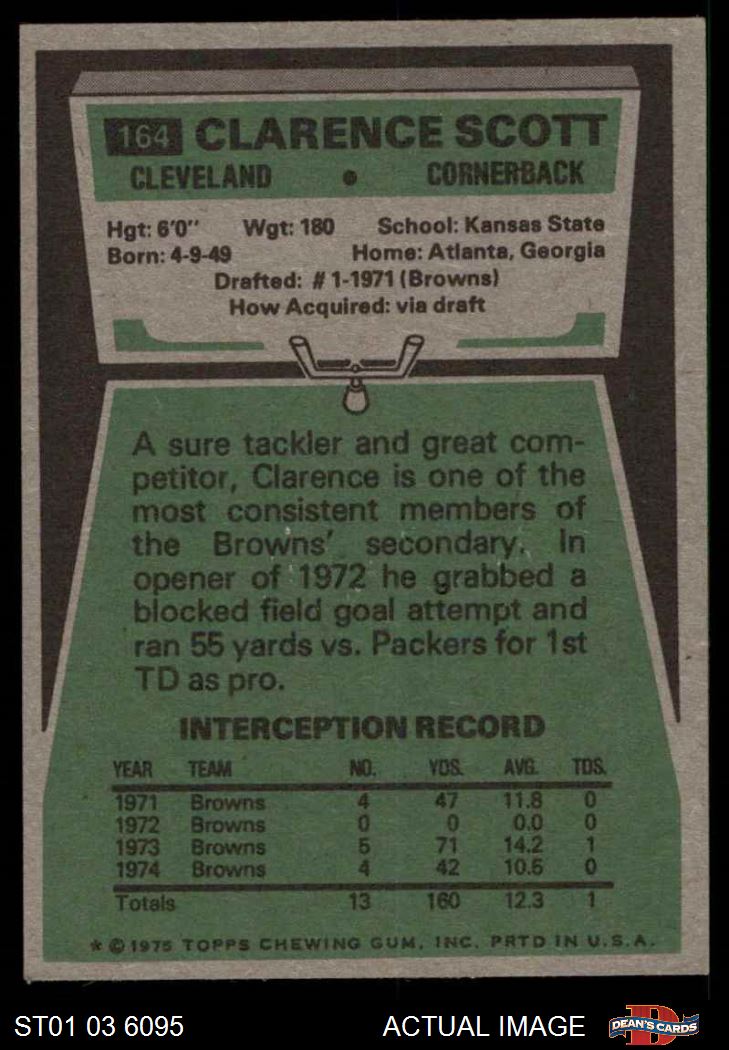 164 CLARENCE SCOTT
CLEVELAND • CORNERBACK
Hgt: 6'0" Wgt: 180 School: Kansas State
Born: 4-9-49 Home: Atlanta, Georgia
Drafted: #1-1971 (Browns)
How Acquired: via draft
A sure tackler and great com-
petitor, Clarence is one of the
most consistent members of
the Browns' secondary. In
opener of 1972 he grabbed a
blocked field goal attempt and
ran 55 yards vs. Packers for 1st
TD as pro.
INTERCEPTION RECORD
YEAR TEAM NO. YDS. AVG. TDS.
1971 Browns 4 47 11.8 0
1972 Browns 0 0 0.0 0
1973 Browns 5 71 14.2 1
1974 Browns 4 42 10.5 0
Totals 13 160 12.3 1
* © 1975 TOPPS CHEWING GUM, INC. PRTD IN U.S.A.
ST01 03 6095 ACTUAL IMAGE D DEAN'S CARDS